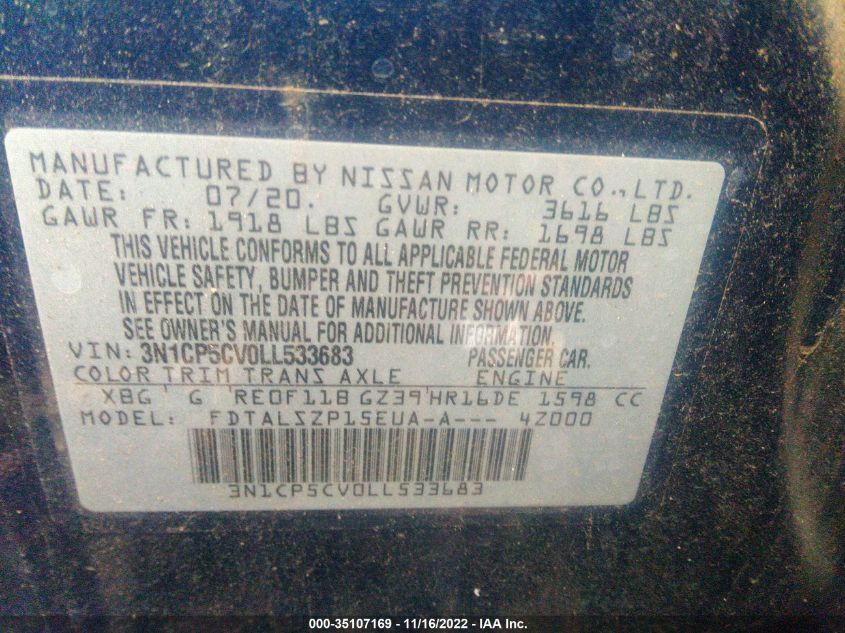 MANUFACTURED BY NISSAN MOTOR CO.,LTD.
DATE: 07/20 GVWR: 3616 LBS
GAWR FR: 1918 LBS GAWR RR: 1698 LBS
THIS VEHICLE CONFORMS TO ALL APPLICABLE FEDERAL MOTOR
VEHICLE SAFETY, BUMPER AND THEFT PREVENTION STANDARDS
IN EFFECT ON THE DATE OF MANUFACTURE SHOWN ABOVE.
SEE OWNER'S MANUAL FOR ADDITIONAL INFORMATION.
VIN: 3N1CP5CV0LL533683 PASSENGER CAR.
COLOR TRIM TRANS AXLE ENGINE
XBG G RE0F11B GZ39 HR16DE 1598 CC
MODEL: FDTALSZP15EUA-A--- 4Z000
3N1CP5CV0LL533683
000-35107169 - 11/16/2022 - IAA Inc.